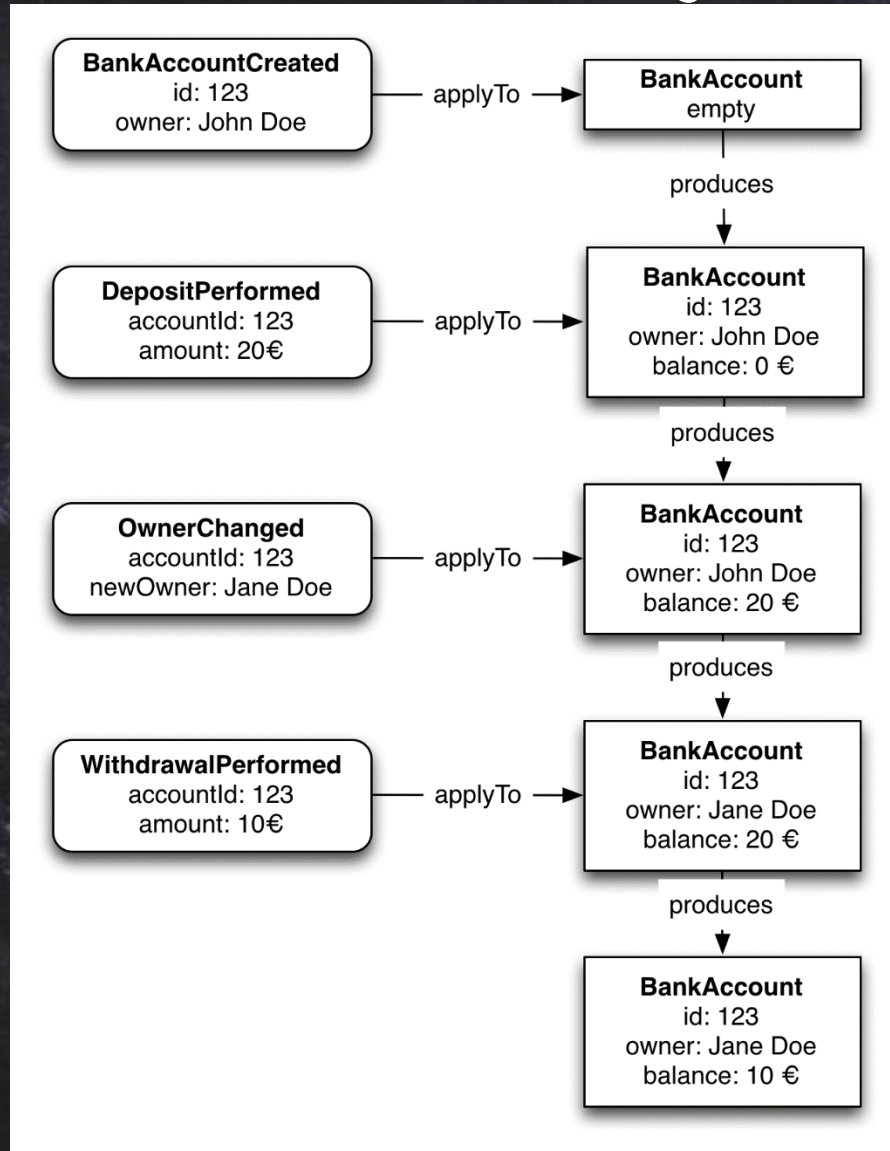 BankAccountCreated
id: 123
owner: John Doe
applyTo
BankAccount
empty
produces
DepositPerformed
accountId: 123
amount: 20€
applyTo
BankAccount
id: 123
owner: John Doe
balance: 0 €
produces
OwnerChanged
accountId: 123
newOwner: Jane Doe
applyTo
BankAccount
id: 123
owner: John Doe
balance: 20 €
produces
WithdrawalPerformed
accountId: 123
amount: 10€
applyTo
BankAccount
id: 123
owner: Jane Doe
balance: 20 €
produces
BankAccount
id: 123
owner: Jane Doe
balance: 10 €